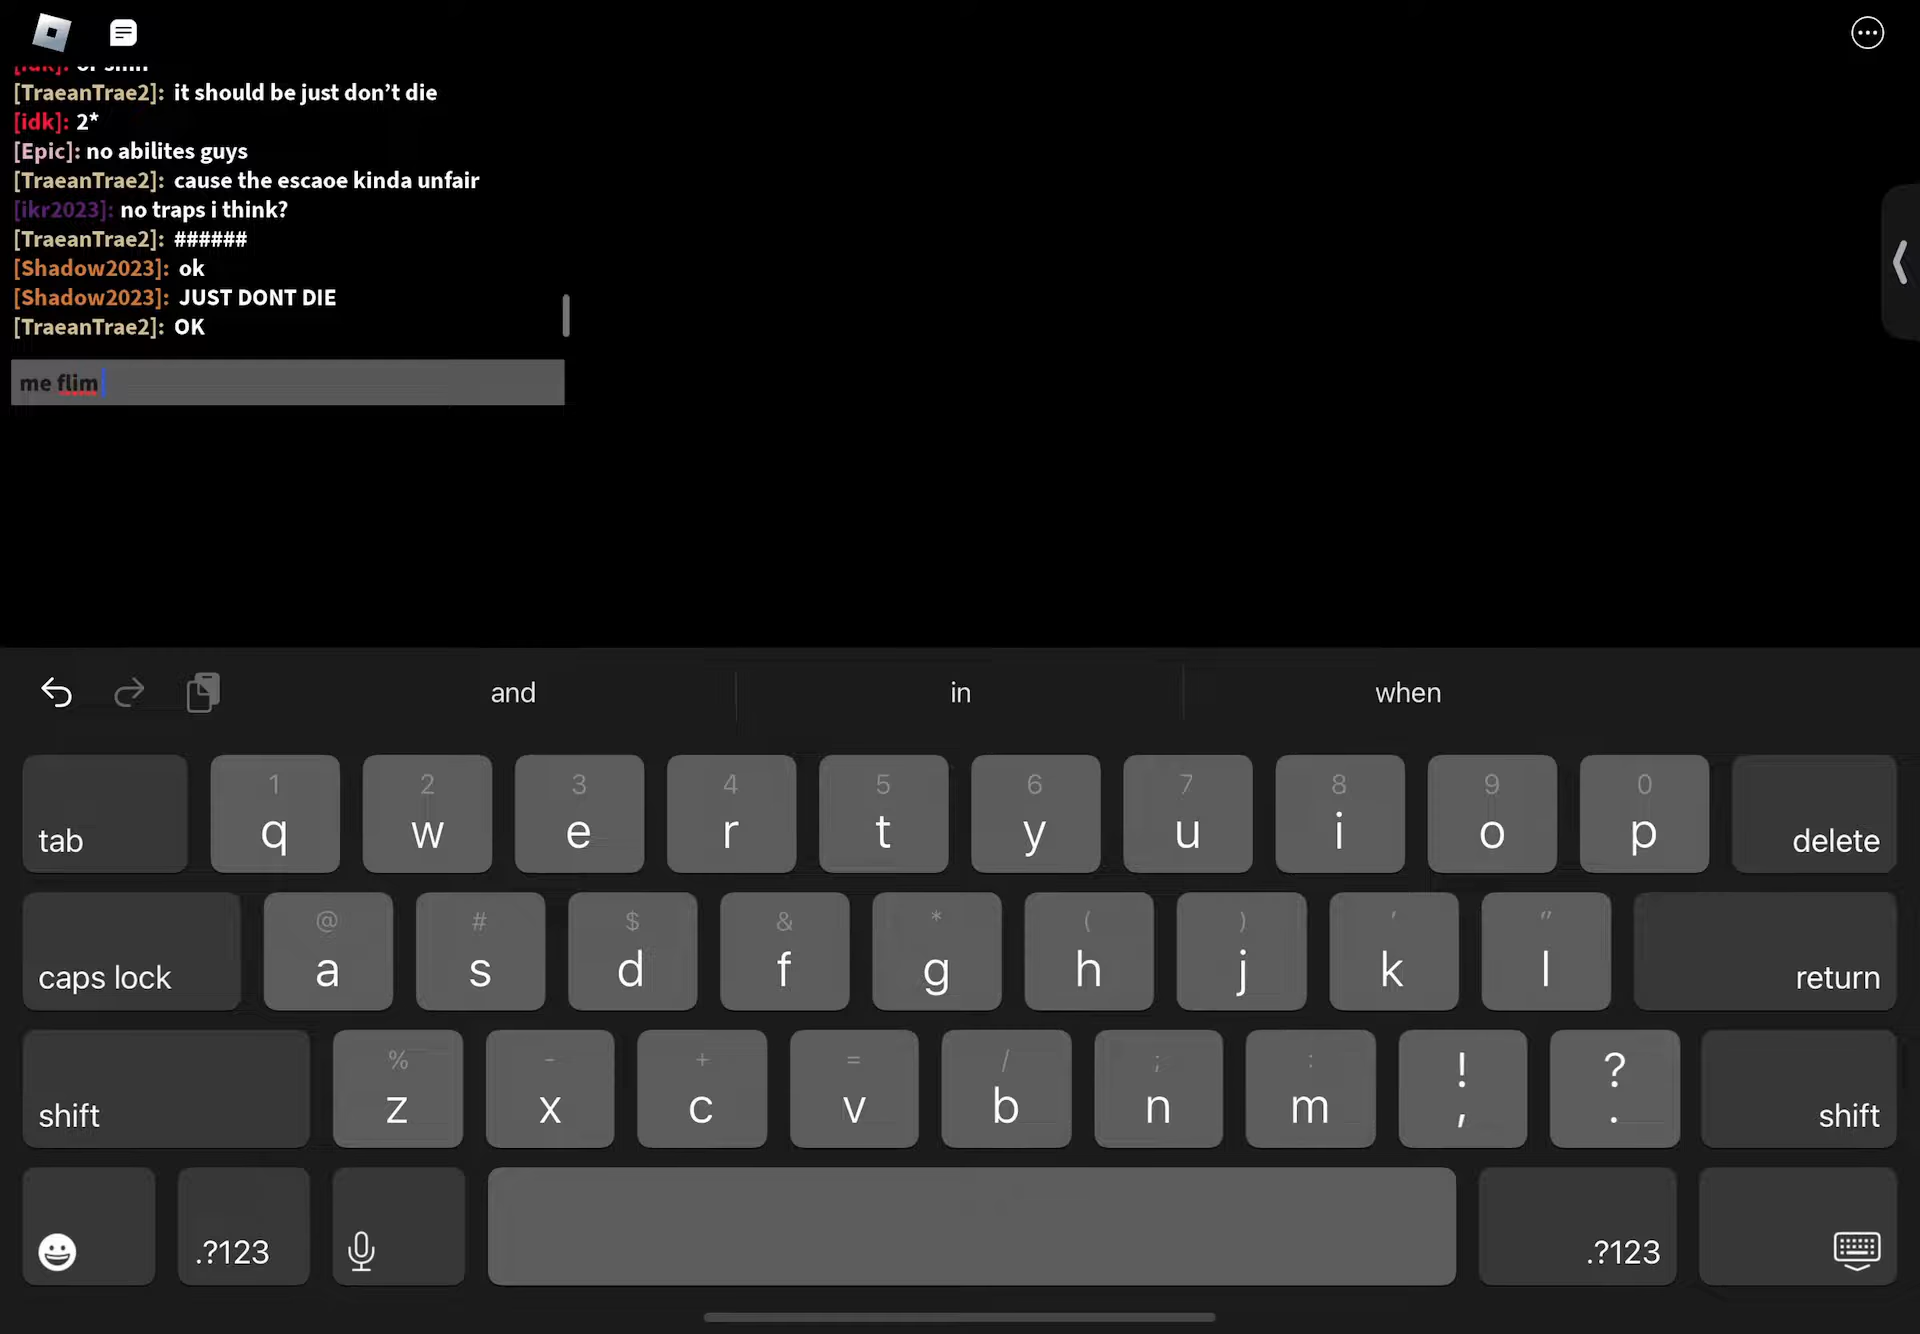 [TraeanTrae2]: it should be just don’t die
[idk]: 2*
[Epic]: no abilites guys
[TraeanTrae2]: cause the escaoe kinda unfair
[ikr2023]: no traps i think?
[TraeanTrae2]: ######
[Shadow2023]: ok
[Shadow2023]: JUST DONT DIE
[TraeanTrae2]: OK
me flim
and in when
1 2 3 4 5 6 7 8 9 0
tab q w e r t y u i o p delete
@ # $ & * ( ) ' "
caps lock a s d f g h j k l return
% - + = / ; : ! ?
shift z x c v b n m , . shift
.?123 .?123